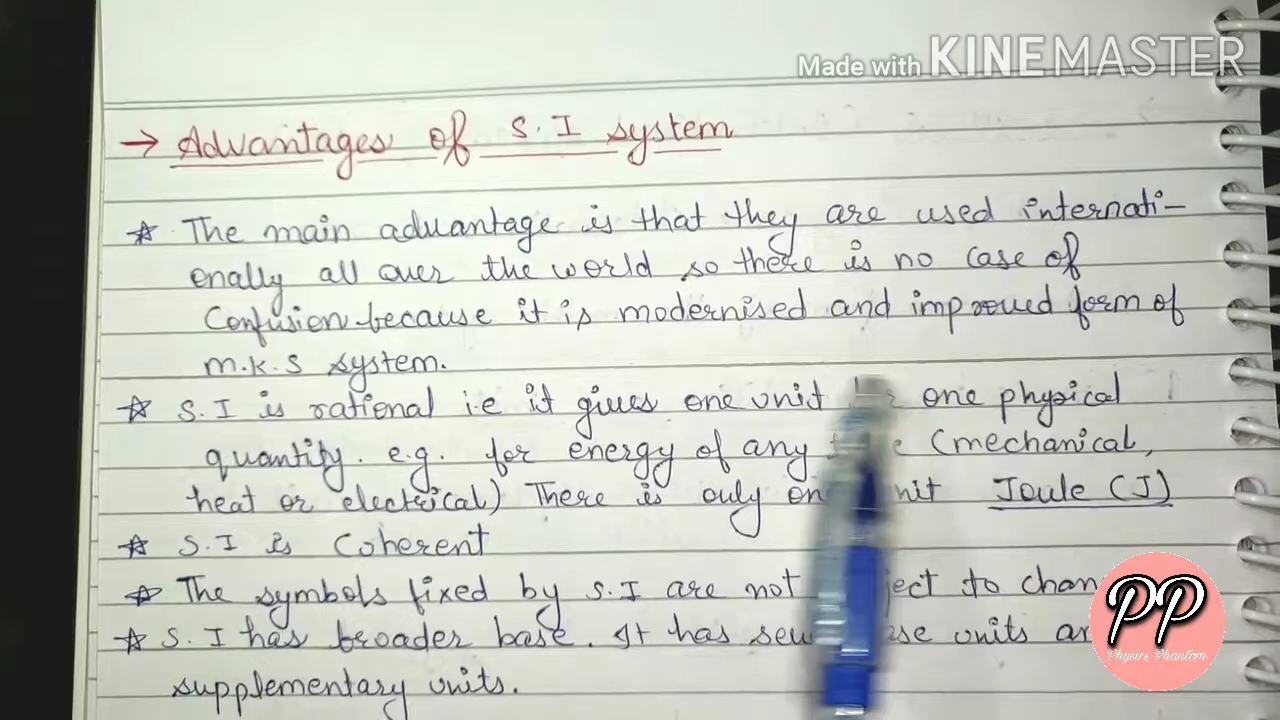 Made with KINEMASTER
→ Advantages of S.I system
☆ The main advantage is that they are used internati-
onally all over the world so there is no case of
Confusion because it is modernised and improved form of
m.k.s system.
☆ S.I is rational i.e it gives one unit one physical
quantity. e.g. for energy of any (mechanical,
heat or electrical) There is only unit Joule (J)
☆ S.I is Coherent
☆ The symbols fixed by S.I are not to
☆ S.I has broader base. It has units
supplementary units.
PP
Physics Phantom